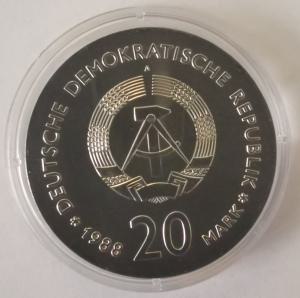 DEUTSCHE DEMOKRATISCHE REPUBLIK
A
* 1988 20 MARK *